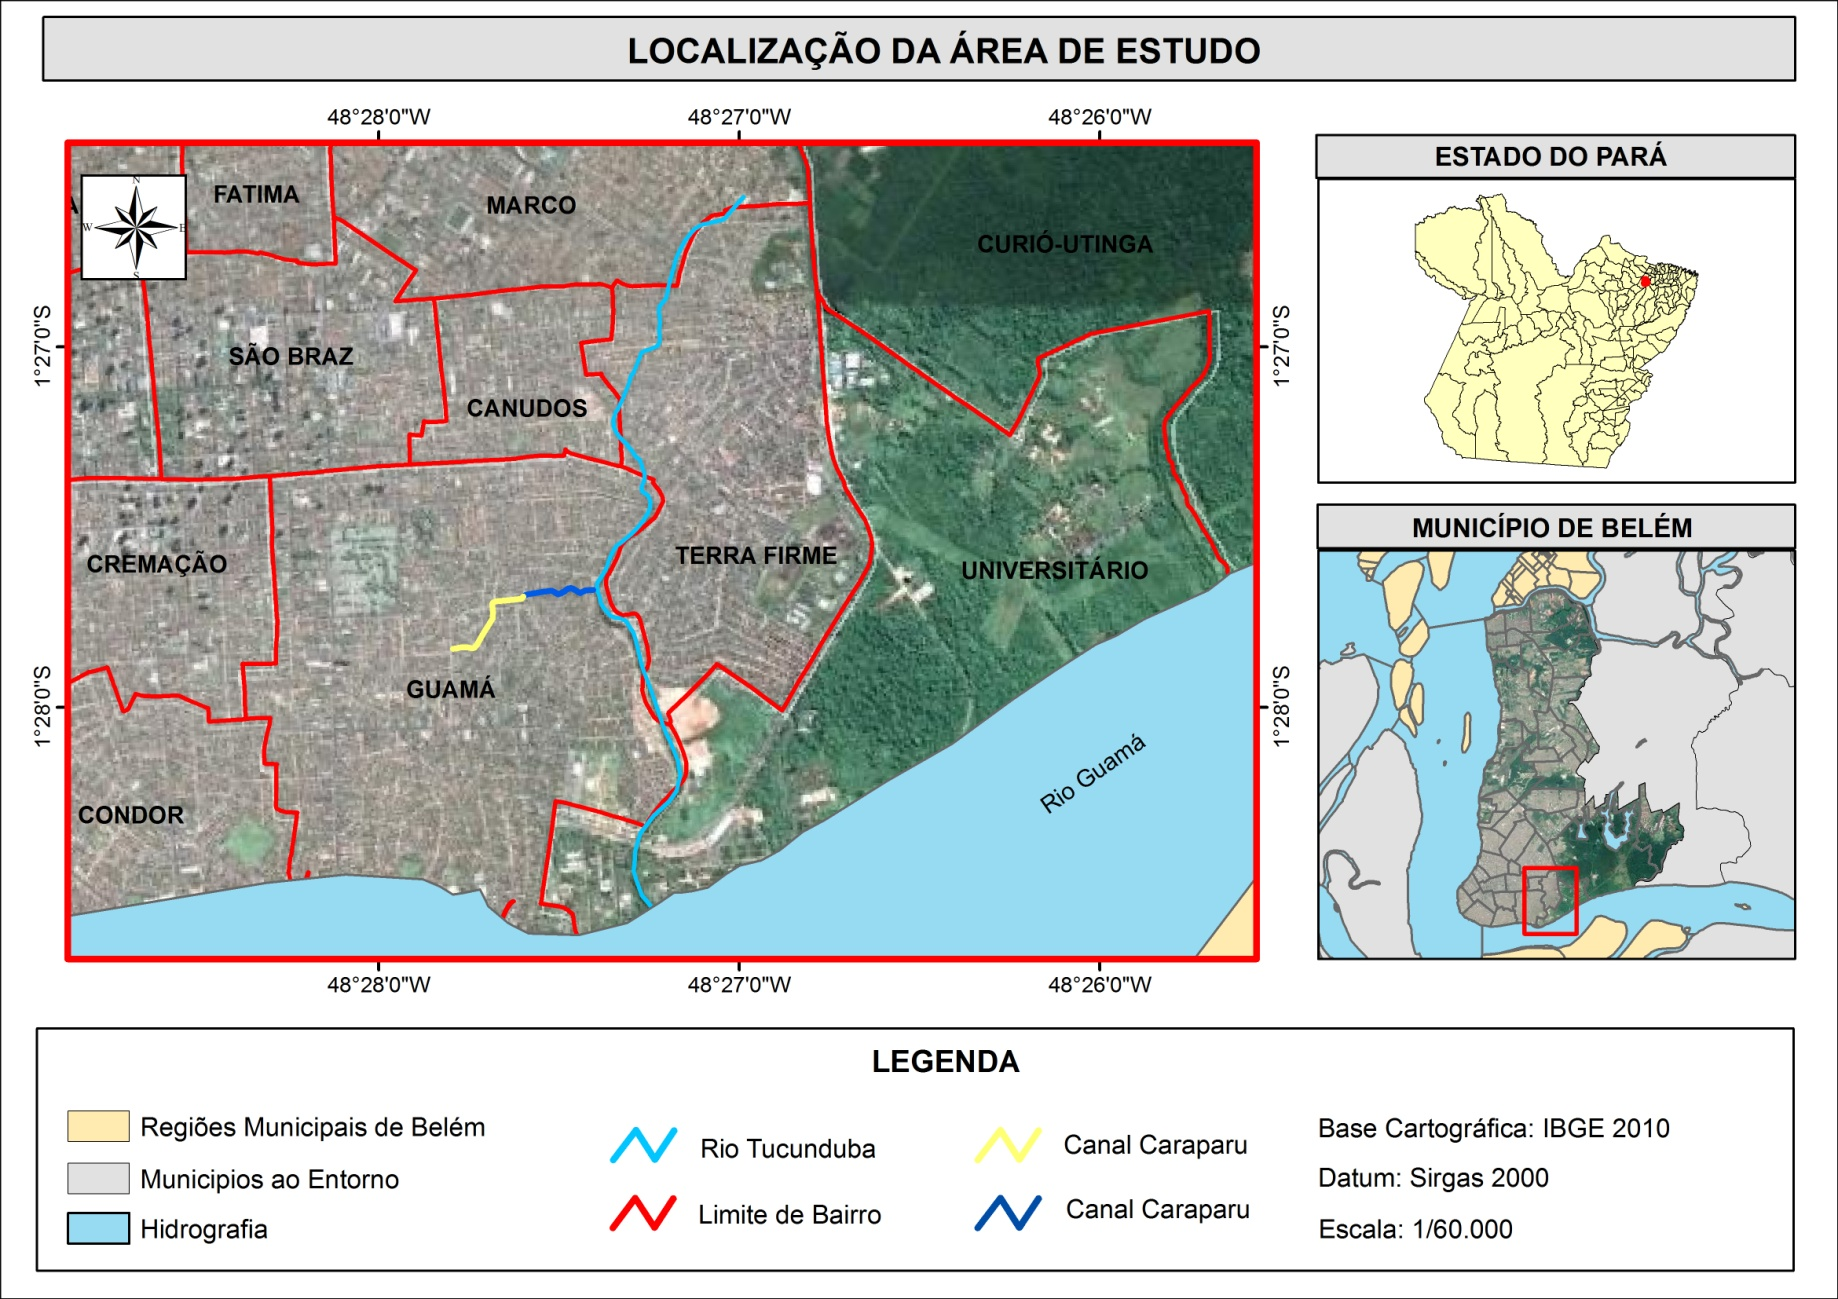 LOCALIZAÇÃO DA ÁREA DE ESTUDO
48°28'0"W 48°27'0"W 48°26'0"W
1°27'0"S
1°28'0"S
N
W E
S
A
FATIMA
MARCO
CURIÓ-UTINGA
SÃO BRAZ
CANUDOS
CREMAÇÃO
TERRA FIRME
UNIVERSITÁRIO
GUAMÁ
CONDOR
Rio Guamá
1°27'0"S
1°28'0"S
48°28'0"W 48°27'0"W 48°26'0"W
ESTADO DO PARÁ
MUNICÍPIO DE BELÉM
LEGENDA
Regiões Municipais de Belém
Municipios ao Entorno
Hidrografia
Rio Tucunduba
Limite de Bairro
Canal Caraparu
Canal Caraparu
Base Cartográfica: IBGE 2010
Datum: Sirgas 2000
Escala: 1/60.000